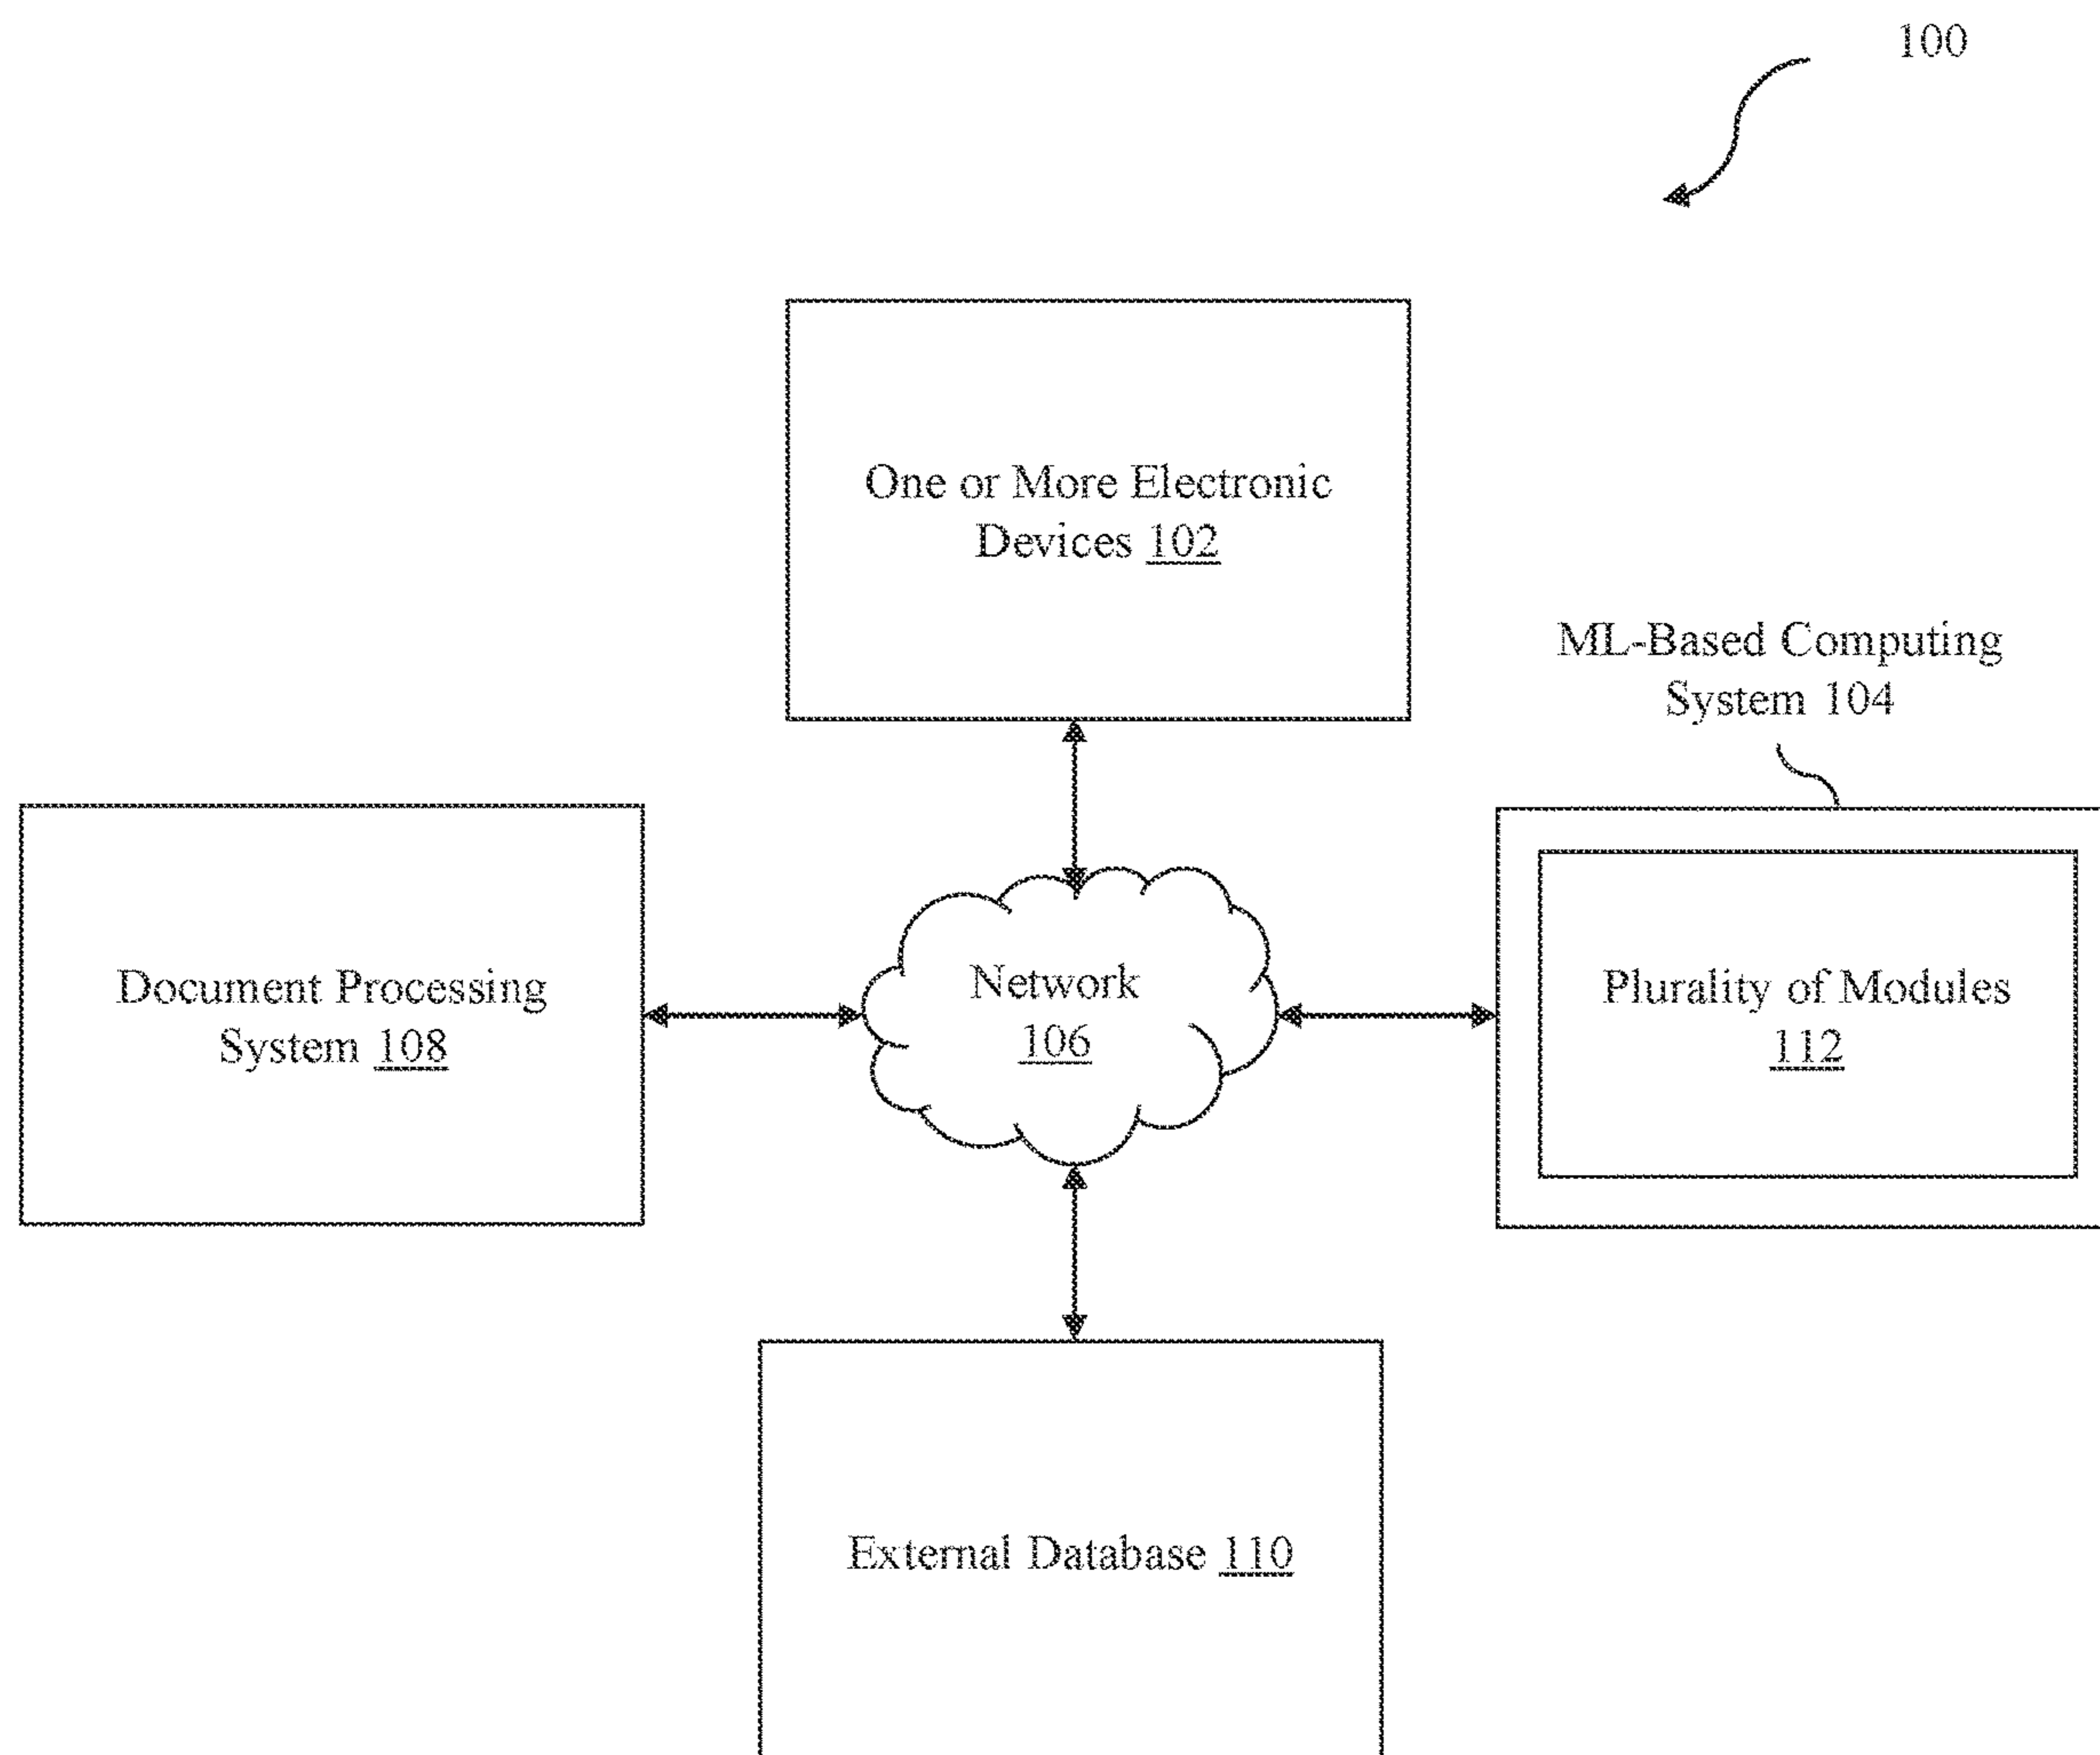 100
One or More Electronic
Devices 102
ML-Based Computing
System 104
Document Processing
System 108
Network
106
Plurality of Modules
112
External Database 110